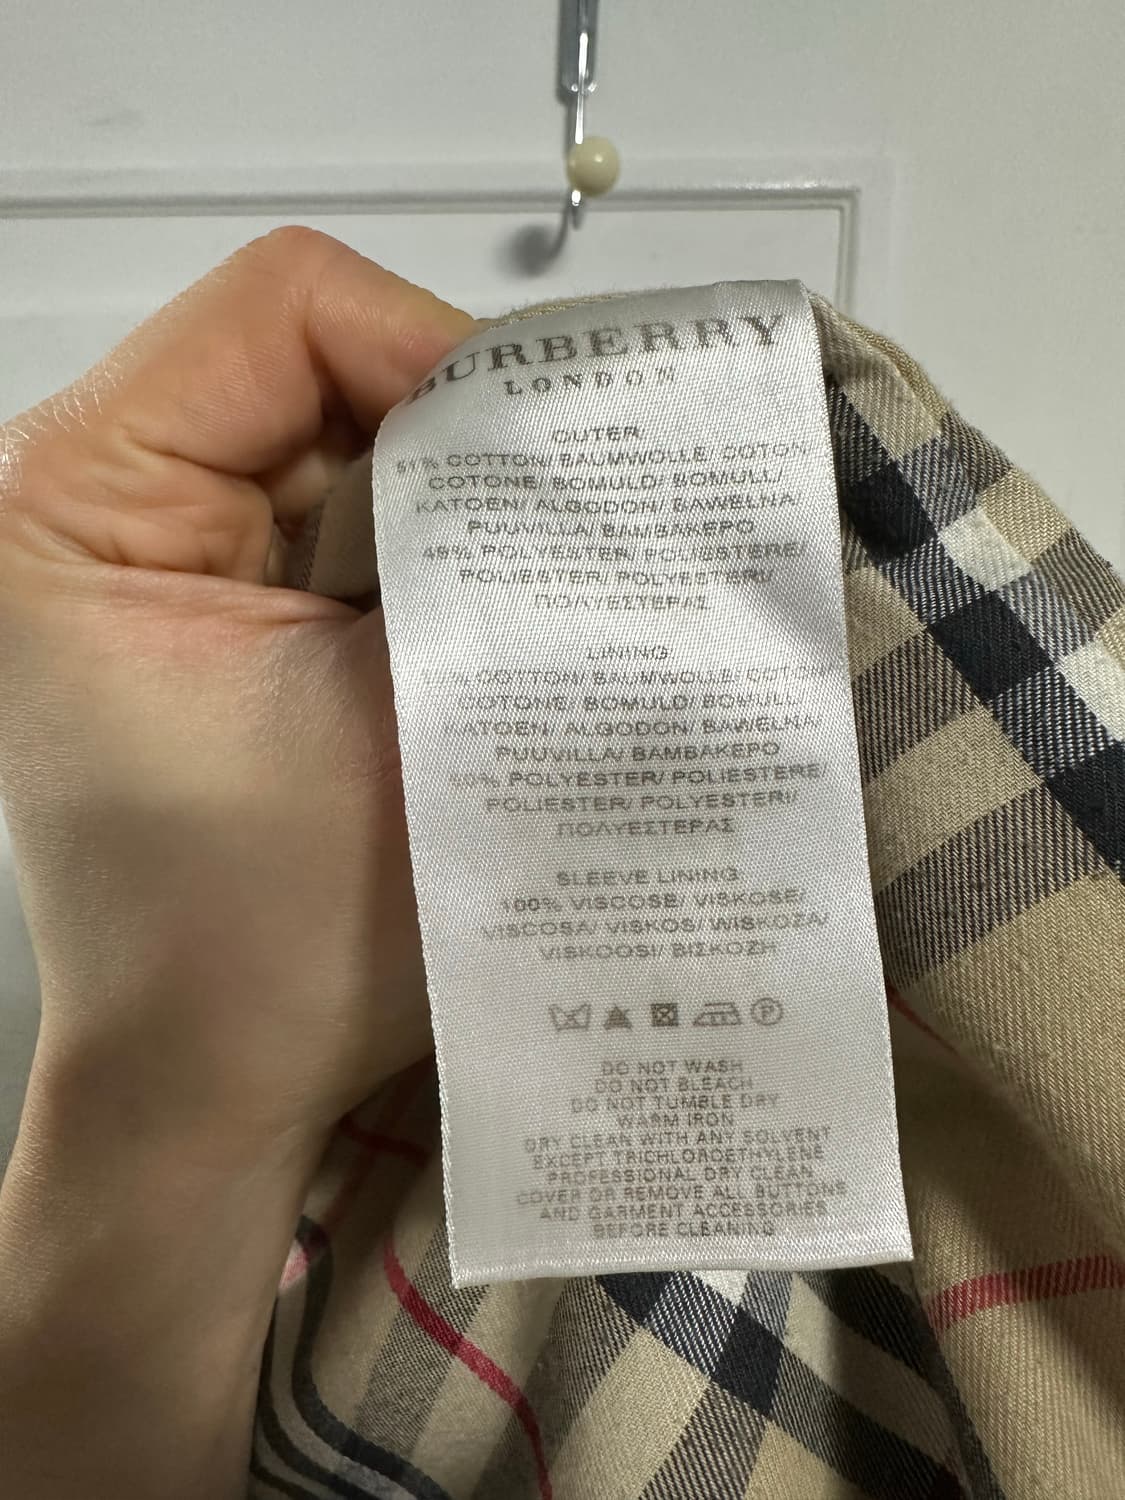 BURBERRY
LONDON
OUTER
51% COTTON/ BAUMWOLLE COTON
COTONE/ BOMULD/ BOMULL/
KATOEN/ ALGODON/ BAWELNA/
PUUVILLA/ ΒΑΜΒΑΚΕΡΟ
49% POLYESTER/ POLIESTERE/
POLIESTER/ POLYESTERI/
ΠΟΛΥΕΣΤΕΡΑΣ
LINING
COTTON/ BAUMWOLLE COTON
COTONE/ BOMULD/ BOMULL
KATOEN/ ALGODON/ BAWELNA/
PUUVILLA/ ΒΑΜΒΑΚΕΡΟ
POLYESTER/ POLIESTERE/
POLIESTER/ POLYESTERI/
ΠΟΛΥΕΣΤΕΡΑΣ
SLEEVE LINING
100% VISCOSE/ VISKOSE/
VISCOSA/ VISKOS/ WISKOZA/
VISKOOSI/ ΒΙΣΚΟΖΗ
P
DO NOT WASH
DO NOT BLEACH
DO NOT TUMBLE DRY
WARM IRON
DRY CLEAN WITH ANY SOLVENT
EXCEPT TRICHLOROETHYLENE
PROFESSIONAL DRY CLEAN
COVER OR REMOVE ALL BUTTONS
AND GARMENT ACCESSORIES
BEFORE CLEANING